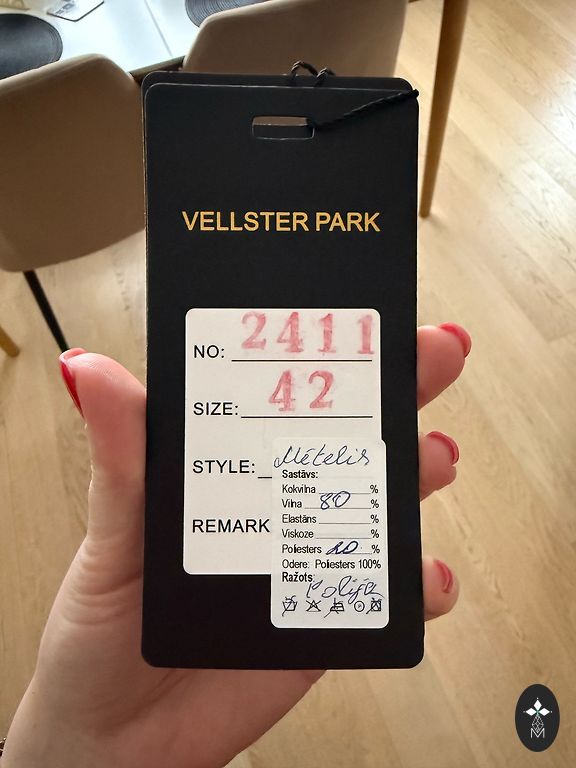 VELLSTER PARK
NO: 2411
SIZE: 42
STYLE:
REMARK
Mētelis
Sastāvs:
Kokvilna %
Vilna 80 %
Elastāns %
Viskoze %
Poliesters 20 %
Odere: Poliesters 100%
Ražots:
Polija
M